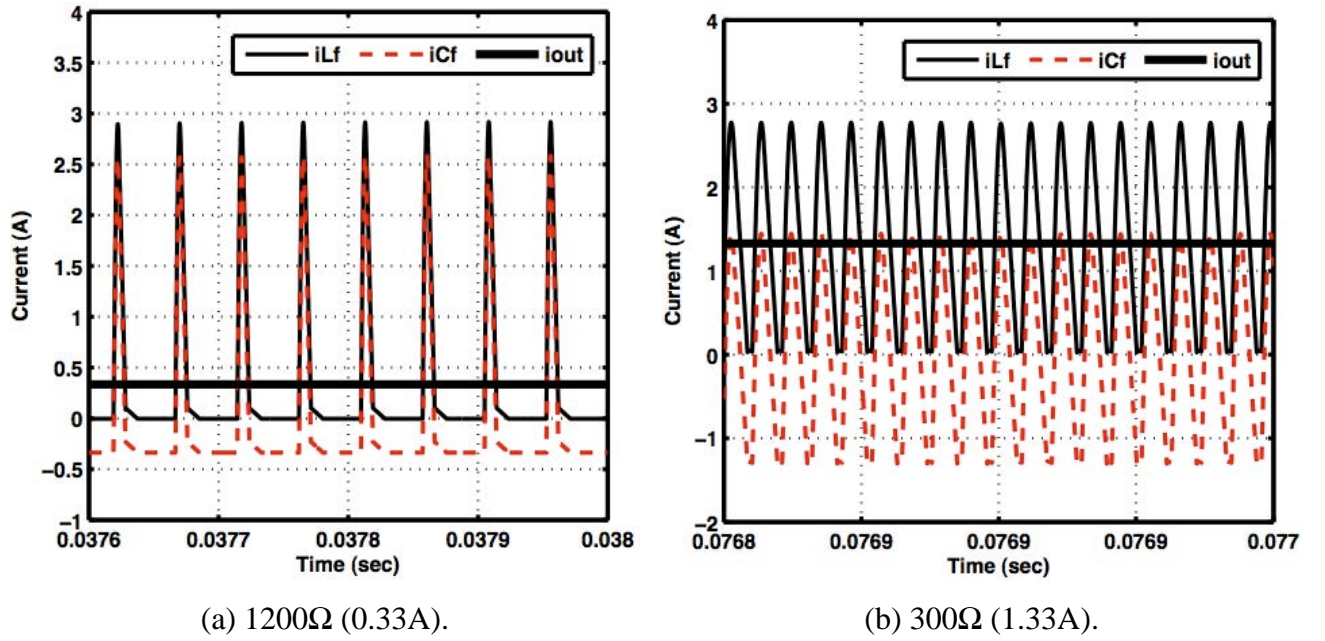 4
3.5
3
2.5
2
1.5
1
0.5
0
−0.5
−1
Current (A)
iLf iCf iout
0.0376 0.0377 0.0378 0.0379 0.038
Time (sec)
(a) 1200Ω (0.33A).
4
3
2
1
0
−1
−2
Current (A)
iLf iCf iout
0.0768 0.0769 0.0769 0.0769 0.077
Time (sec)
(b) 300Ω (1.33A).